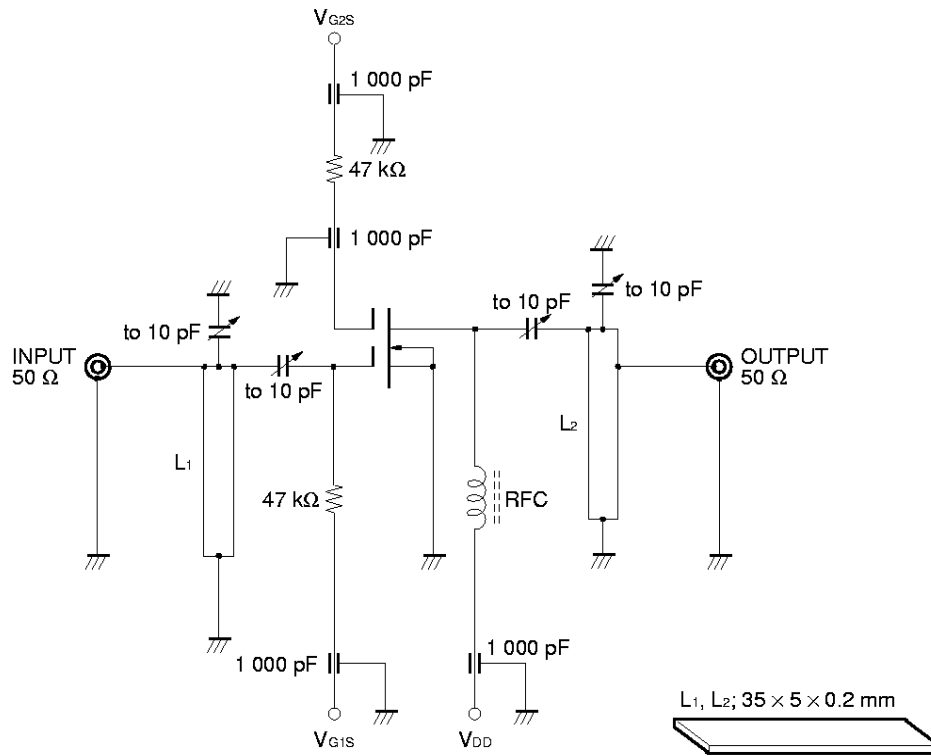 VG2S
1 000 pF
47 kΩ
1 000 pF
to 10 pF
to 10 pF
to 10 pF
INPUT
50 Ω
OUTPUT
50 Ω
to 10 pF
L1
L2
47 kΩ
RFC
1 000 pF
1 000 pF
VG1S
VDD
L1, L2; 35 × 5 × 0.2 mm